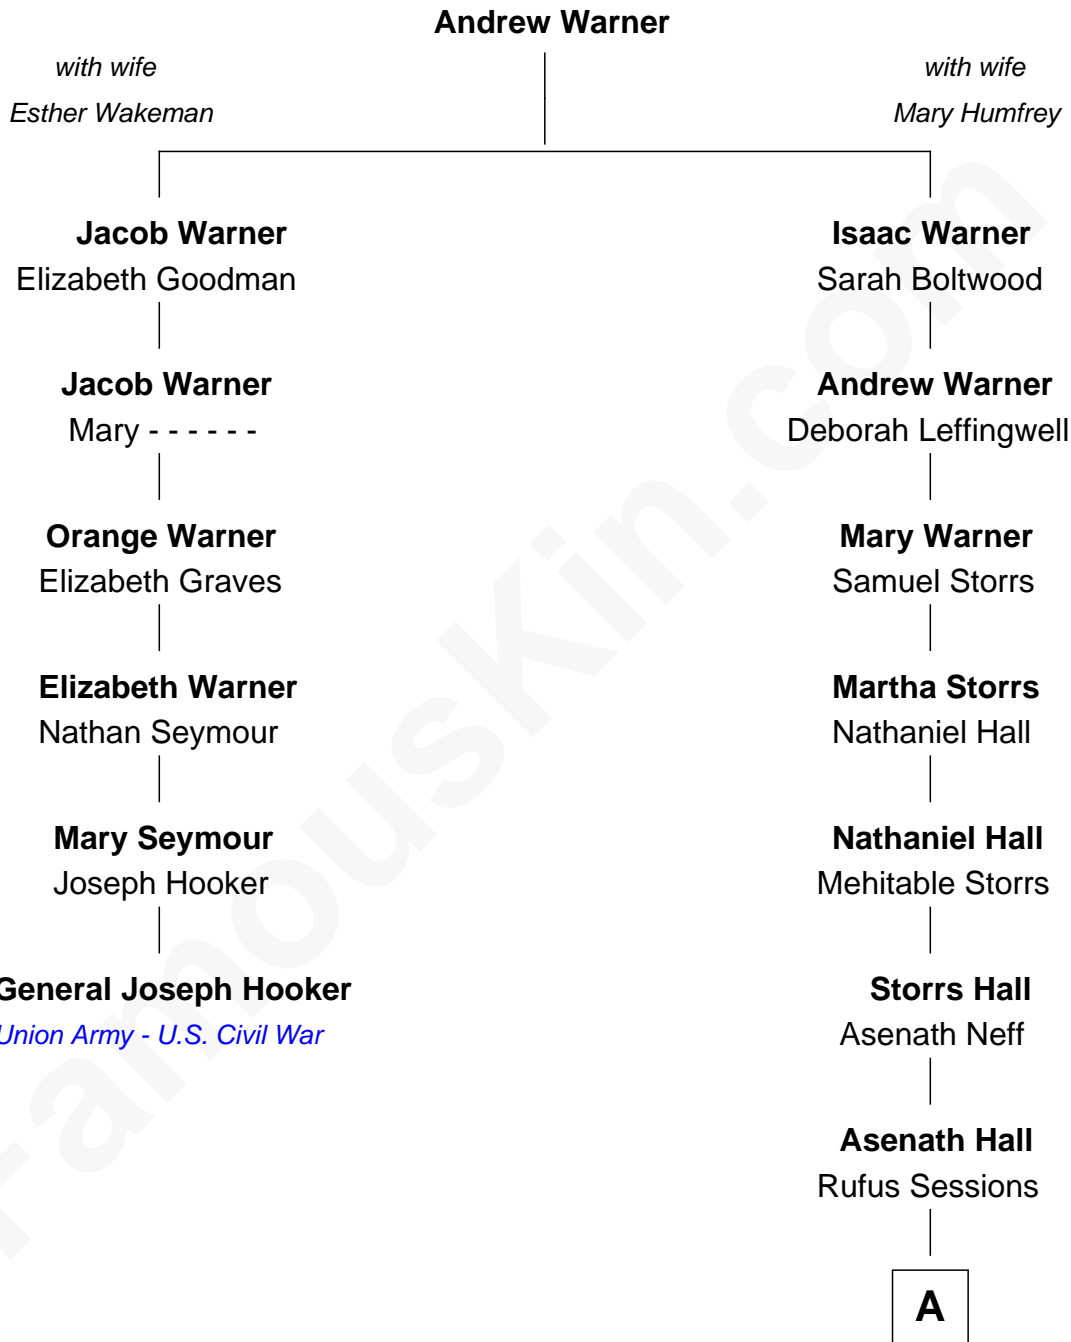 Andrew Warner
with wife
Esther Wakeman
with wife
Mary Humfrey
Jacob Warner
Elizabeth Goodman
Isaac Warner
Sarah Boltwood
Jacob Warner
Mary - - - - - -
Andrew Warner
Deborah Leffingwell
Orange Warner
Elizabeth Graves
Mary Warner
Samuel Storrs
Elizabeth Warner
Nathan Seymour
Martha Storrs
Nathaniel Hall
Mary Seymour
Joseph Hooker
Nathaniel Hall
Mehitable Storrs
General Joseph Hooker
Union Army - U.S. Civil War
Storrs Hall
Asenath Neff
Asenath Hall
Rufus Sessions
A
FamousKin.com